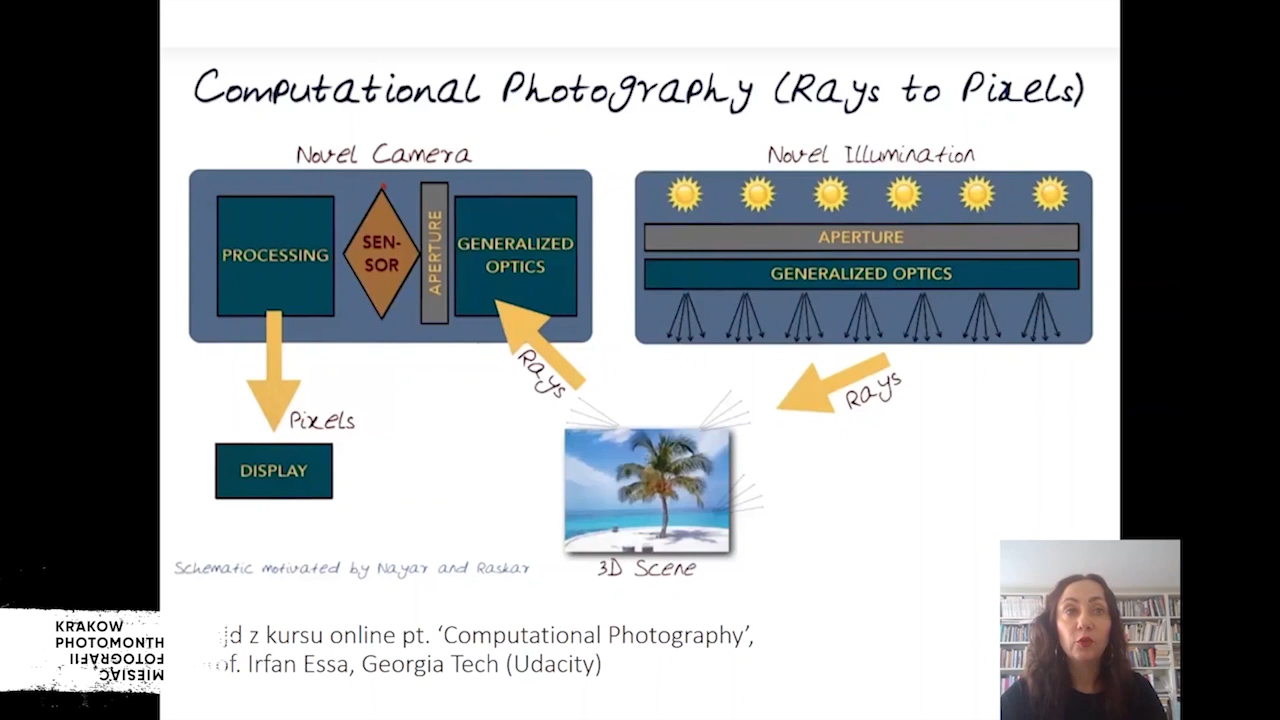 Computational Photography (Rays to Pixels)
Novel Camera
PROCESSING
SEN-
SOR
APERTURE
GENERALIZED
OPTICS
Novel Illumination
APERTURE
GENERALIZED OPTICS
Rays
Rays
Pixels
DISPLAY
3D Scene
Schematic motivated by Nayar and Raskar
z kursu online pt. ‘Computational Photography’,
Irfan Essa, Georgia Tech (Udacity)
KRAKOW
PHOTOMONTH
FOTOGRAFII
MIESIĄC